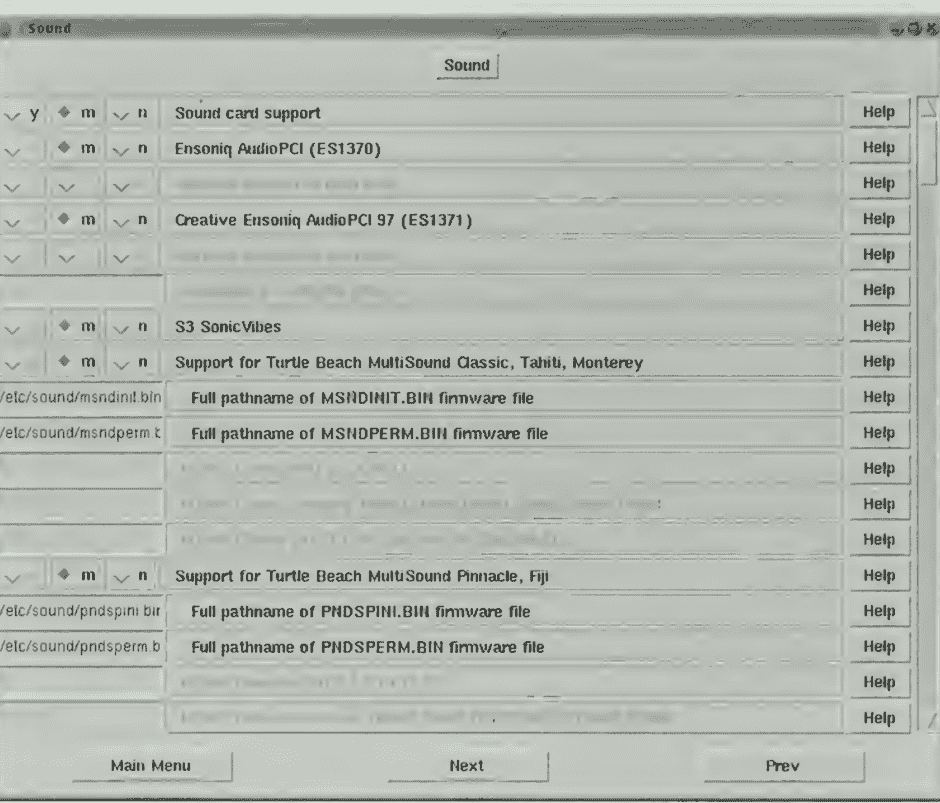 Sound
Sound
y m n Sound card support Help
m n Ensoniq AudioPCI (ES1370) Help
Help
m n Creative Ensoniq AudioPCI 97 (ES1371) Help
Help
Help
m n S3 SonicVibes Help
m n Support for Turtle Beach MultiSound Classic, Tahiti, Monterey Help
/etc/sound/msndinit.bin Full pathname of MSNDINIT.BIN firmware file Help
/etc/sound/msndperm.b Full pathname of MSNDPERM.BIN firmware file Help
Help
Help
Help
m n Support for Turtle Beach MultiSound Pinnacle, Fiji Help
/etc/sound/pndspini.bin Full pathname of PNDSPINI.BIN firmware file Help
/etc/sound/pndsperm.b Full pathname of PNDSPERM.BIN firmware file Help
Help
Help
Main Menu Next Prev